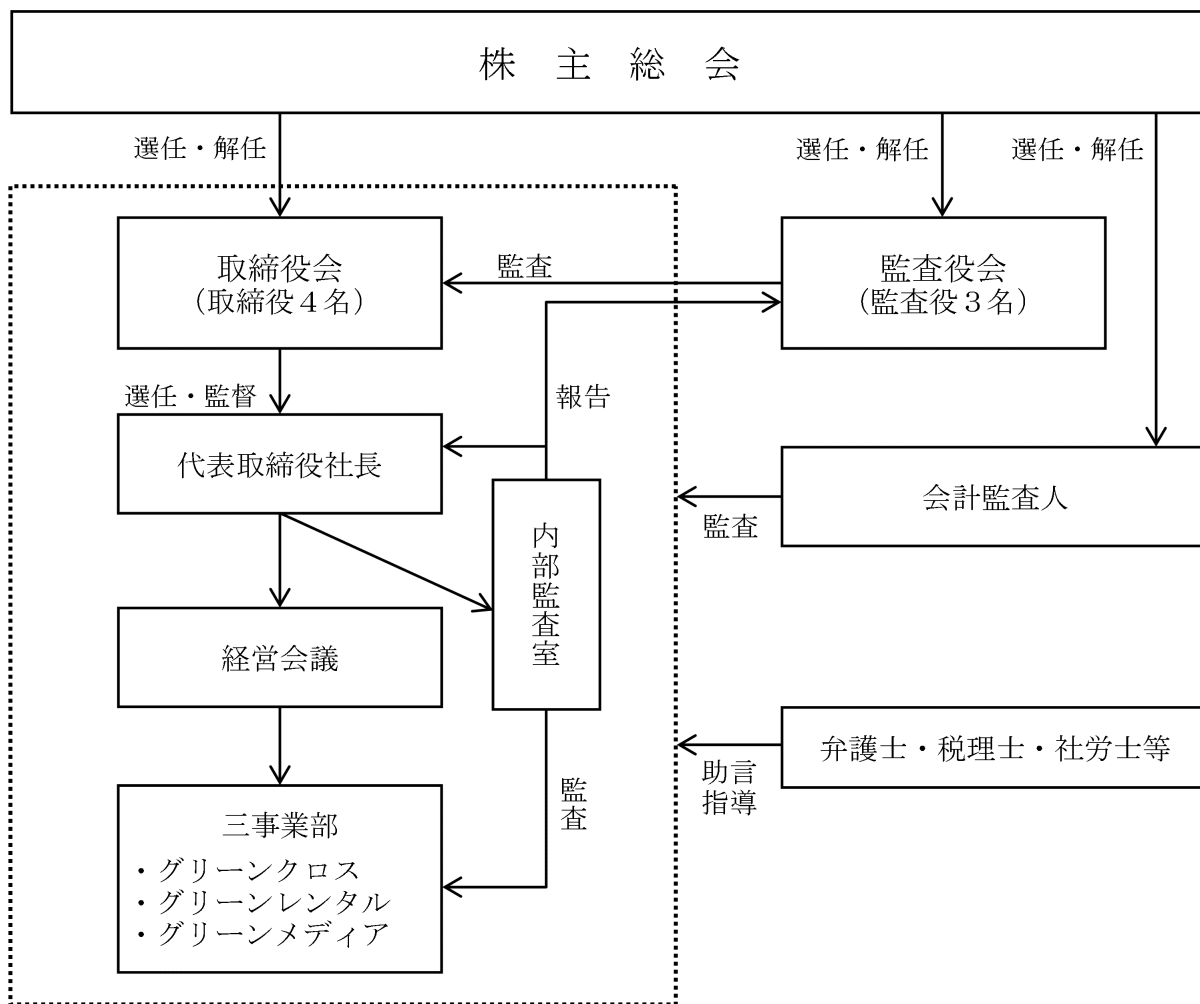 株主総会
選任・解任
選任・解任
選任・解任
取締役会
（取締役４名）
監査
監査役会
（監査役３名）
選任・監督
報告
代表取締役社長
内部監査室
会計監査人
監査
経営会議
弁護士・税理士・社労士等
助言
指導
監査
三事業部
・グリーンクロス
・グリーンレンタル
・グリーンメディア